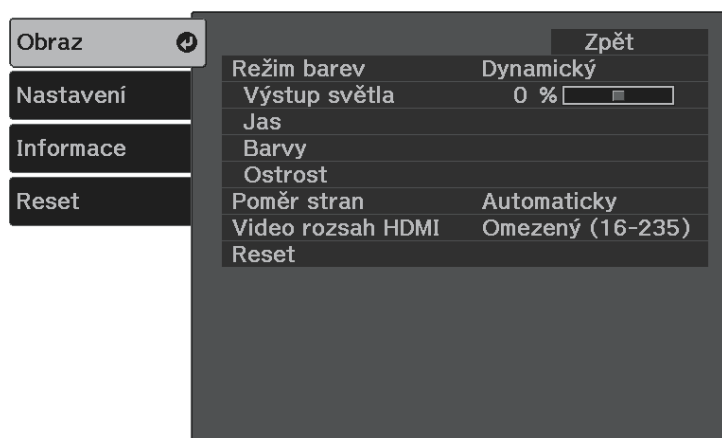 Obraz
Nastavení
Informace
Reset
Zpět
Režim barev Dynamický
Výstup světla 0 %
Jas
Barvy
Ostrost
Poměr stran Automaticky
Video rozsah HDMI Omezený (16-235)
Reset